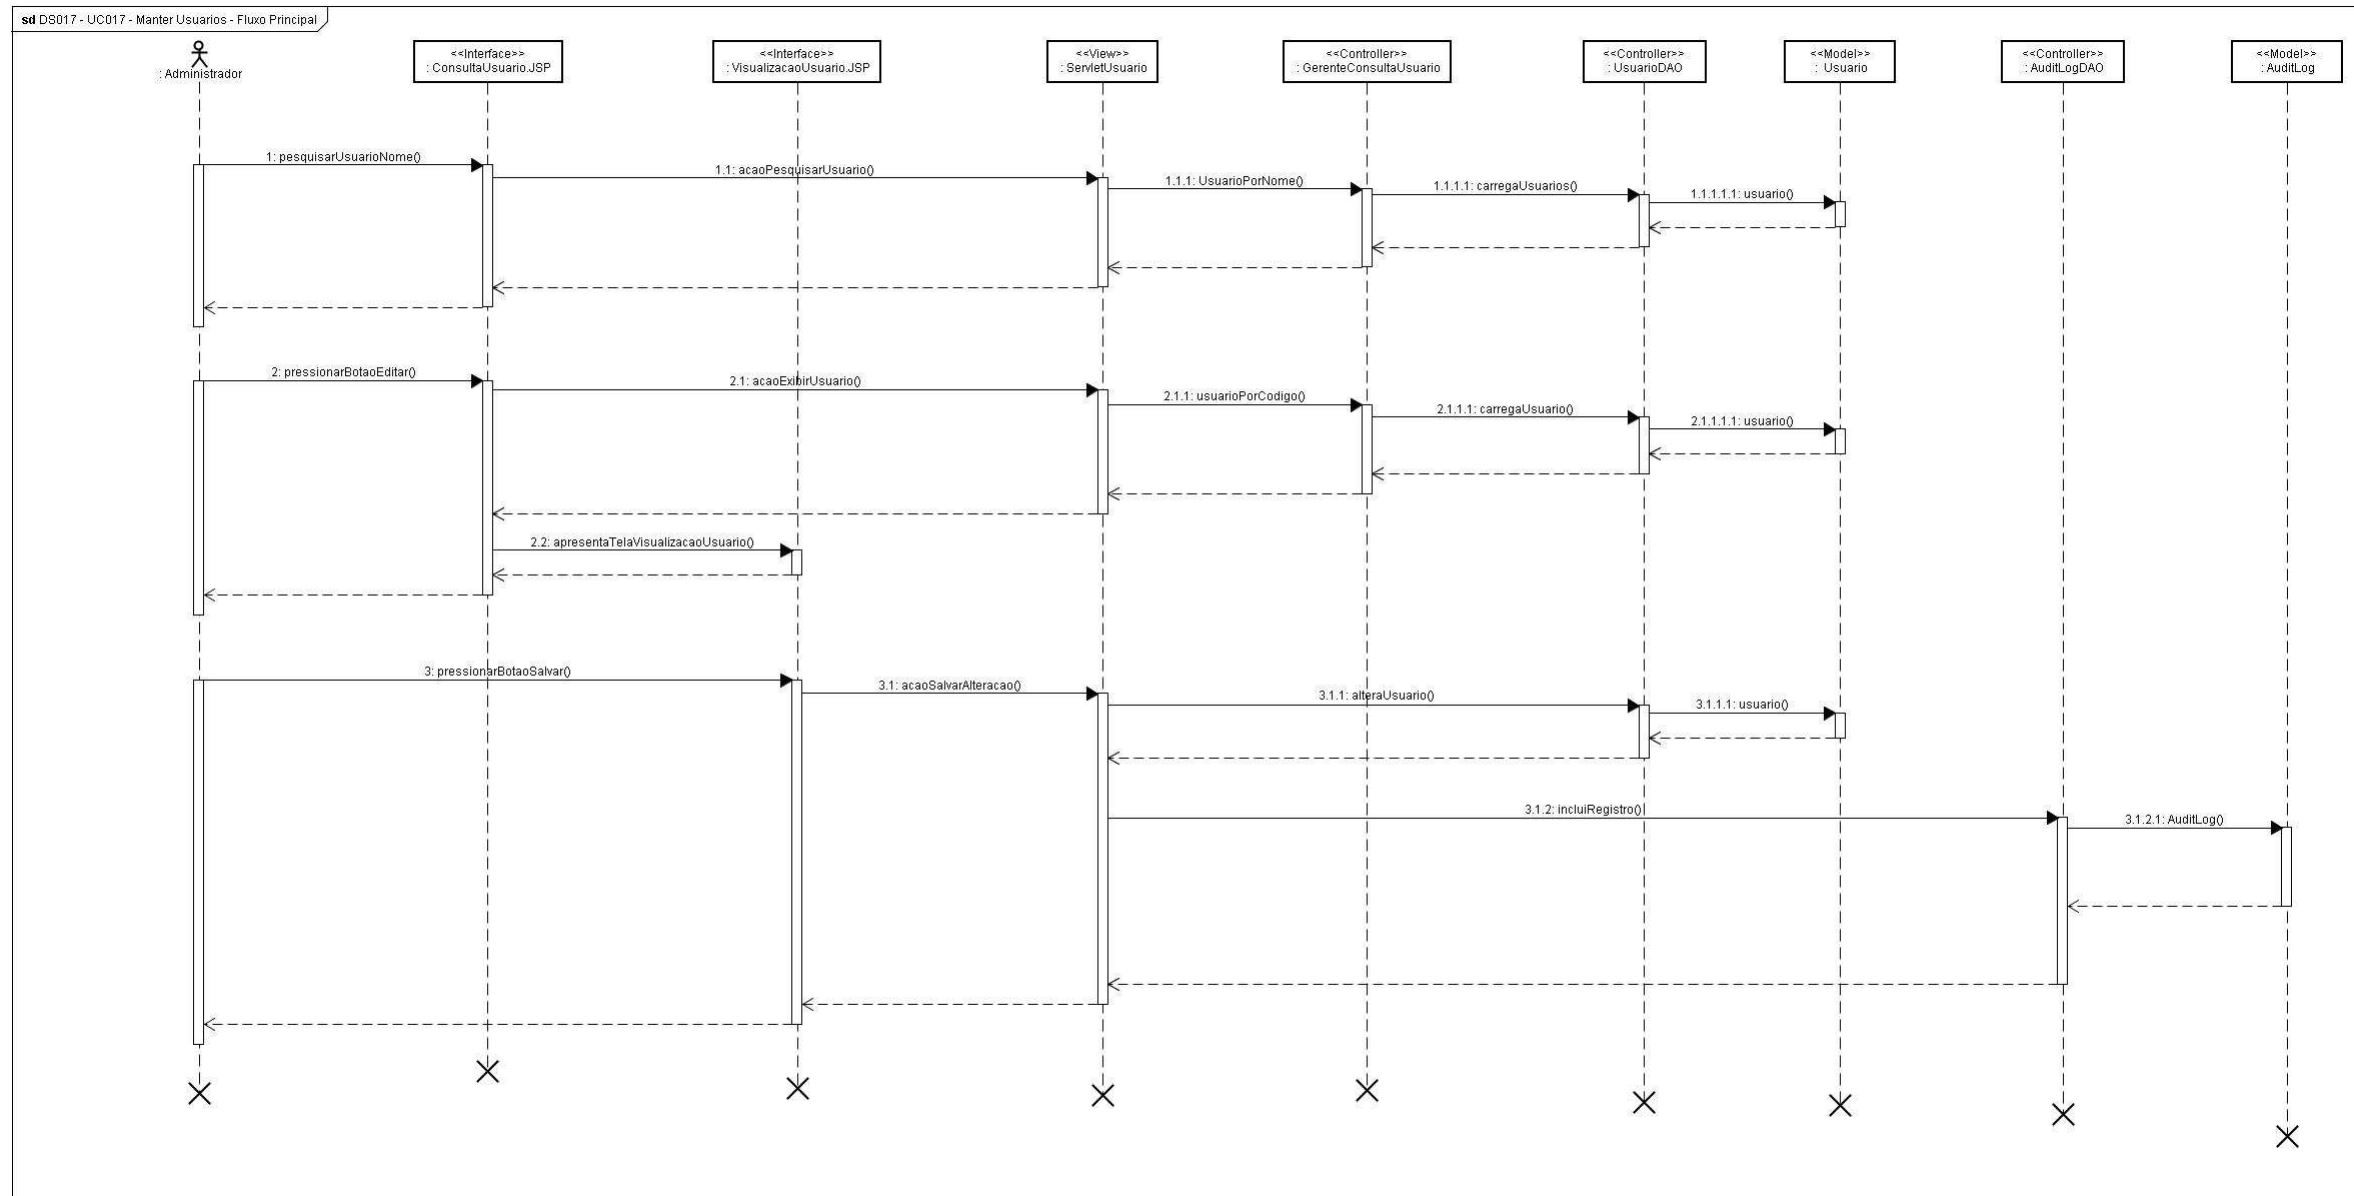 sd DS017 - UC017 - Manter Usuarios - Fluxo Principal
: Administrador
<<Interface>>
: ConsultaUsuario.JSP
<<Interface>>
: VisualizacaoUsuario.JSP
<<View>>
: ServletUsuario
<<Controller>>
: GerenteConsultaUsuario
<<Controller>>
: UsuarioDAO
<<Model>>
: Usuario
<<Controller>>
: AuditLogDAO
<<Model>>
: AuditLog
1: pesquisarUsuarioNome()
1.1: acaoPesquisarUsuario()
1.1.1: UsuarioPorNome()
1.1.1.1: carregaUsuarios()
1.1.1.1.1: usuario()
2: pressionarBotaoEditar()
2.1: acaoExibirUsuario()
2.1.1: usuarioPorCodigo()
2.1.1.1: carregaUsuario()
2.1.1.1.1: usuario()
2.2: apresentaTelaVisualizacaoUsuario()
3: pressionarBotaoSalvar()
3.1: acaoSalvarAlteracao()
3.1.1: alteraUsuario()
3.1.1.1: usuario()
3.1.2: incluiRegistro()
3.1.2.1: AuditLog()